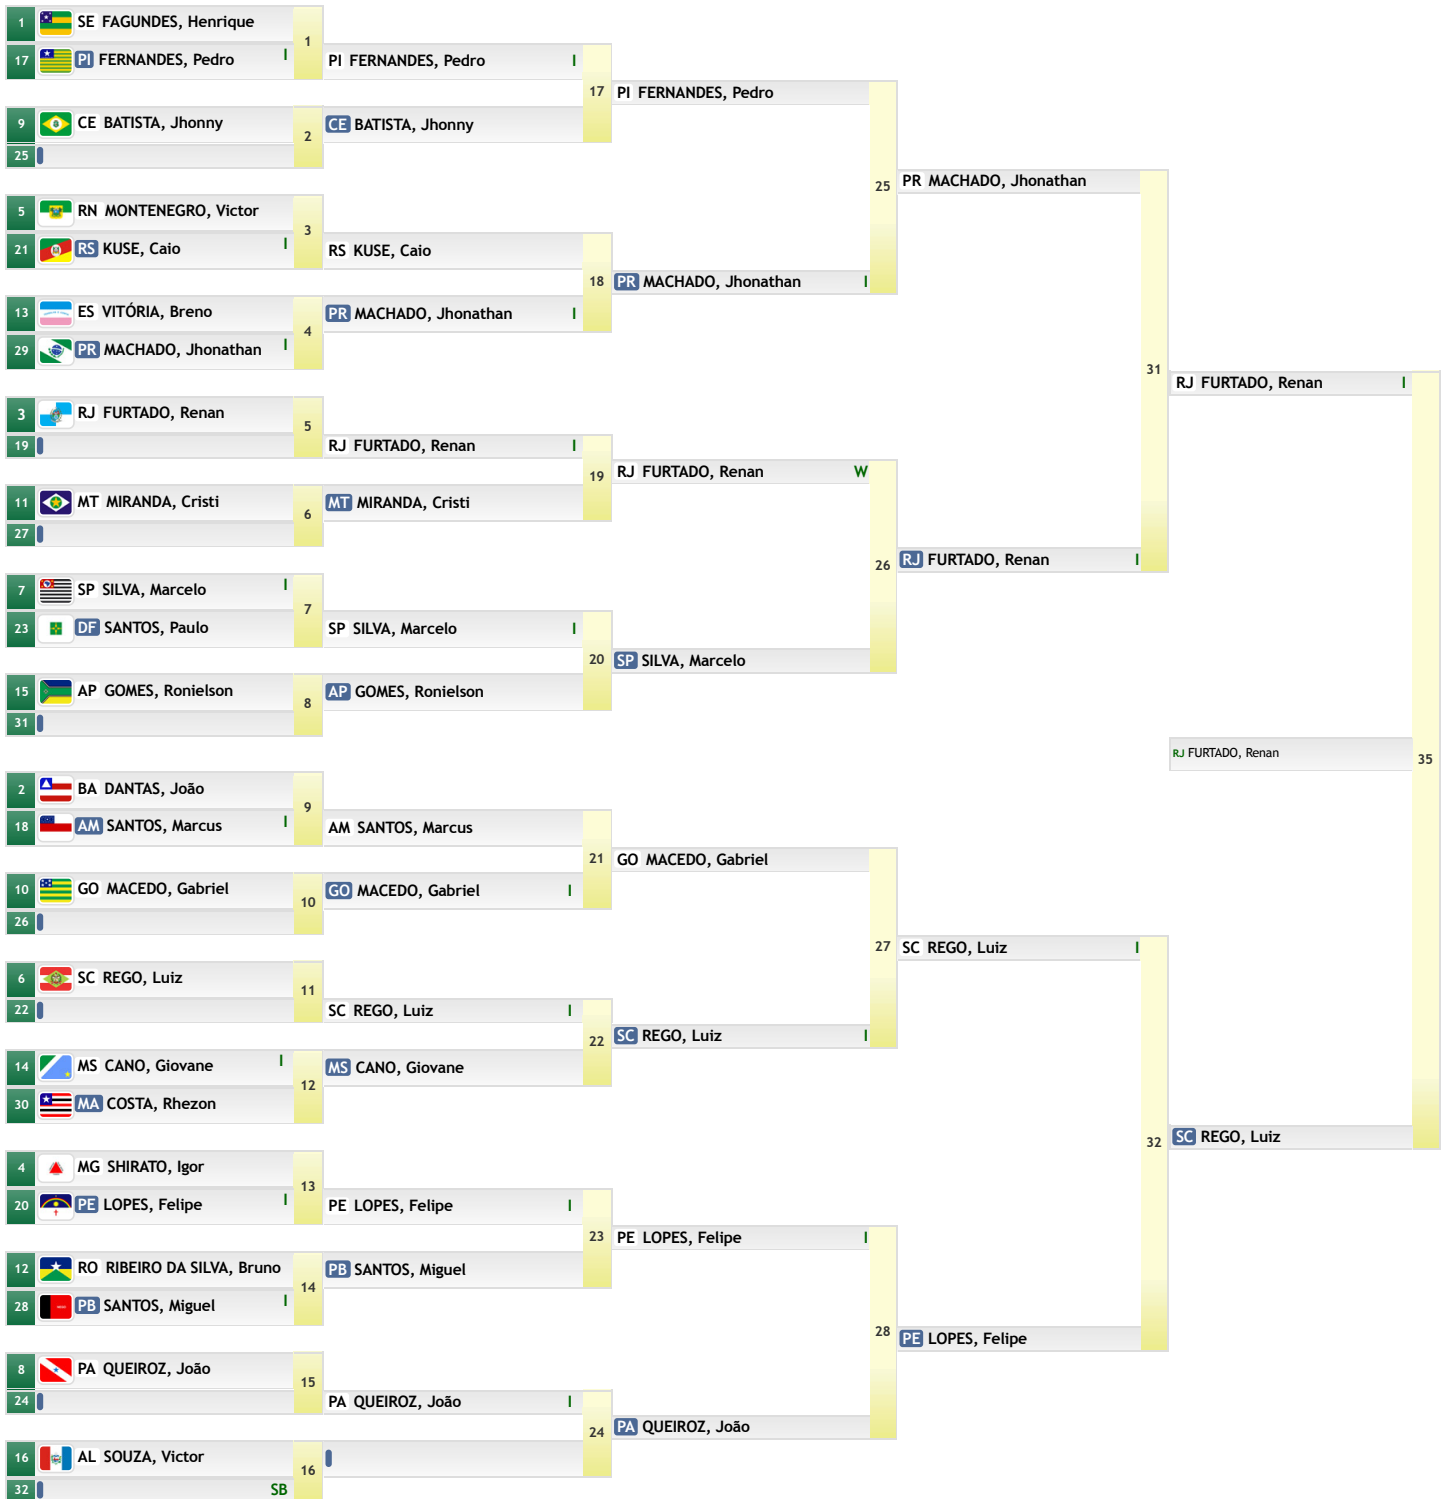 1 SE FAGUNDES, Henrique
17 PI FERNANDES, Pedro I
1
PI FERNANDES, Pedro I
9 CE BATISTA, Jhonny
25
2
CE BATISTA, Jhonny
17
PI FERNANDES, Pedro
5 RN MONTENEGRO, Victor
21 RS KUSE, Caio I
3
RS KUSE, Caio
13 ES VITÓRIA, Breno
29 PR MACHADO, Jhonathan I
4
PR MACHADO, Jhonathan I
18
PR MACHADO, Jhonathan I
25
PR MACHADO, Jhonathan
3 RJ FURTADO, Renan
19
5
RJ FURTADO, Renan I
11 MT MIRANDA, Cristi
27
6
MT MIRANDA, Cristi
19
RJ FURTADO, Renan W
7 SP SILVA, Marcelo I
23 DF SANTOS, Paulo
7
SP SILVA, Marcelo I
15 AP GOMES, Ronielson
31
8
AP GOMES, Ronielson
20
SP SILVA, Marcelo
26
RJ FURTADO, Renan I
31
RJ FURTADO, Renan I
RJ FURTADO, Renan
35
2 BA DANTAS, João
18 AM SANTOS, Marcus I
9
AM SANTOS, Marcus
10 GO MACEDO, Gabriel
26
10
GO MACEDO, Gabriel I
21
GO MACEDO, Gabriel
6 SC REGO, Luiz
22
11
SC REGO, Luiz I
14 MS CANO, Giovane I
30 MA COSTA, Rhezon
12
MS CANO, Giovane
22
SC REGO, Luiz I
27
SC REGO, Luiz I
4 MG SHIRATO, Igor
20 PE LOPES, Felipe I
13
PE LOPES, Felipe I
12 RO RIBEIRO DA SILVA, Bruno
28 PB SANTOS, Miguel I
14
PB SANTOS, Miguel
23
PE LOPES, Felipe I
8 PA QUEIROZ, João
24
15
PA QUEIROZ, João I
16 AL SOUZA, Victor
32 SB
16
24
PA QUEIROZ, João
28
PE LOPES, Felipe
32
SC REGO, Luiz